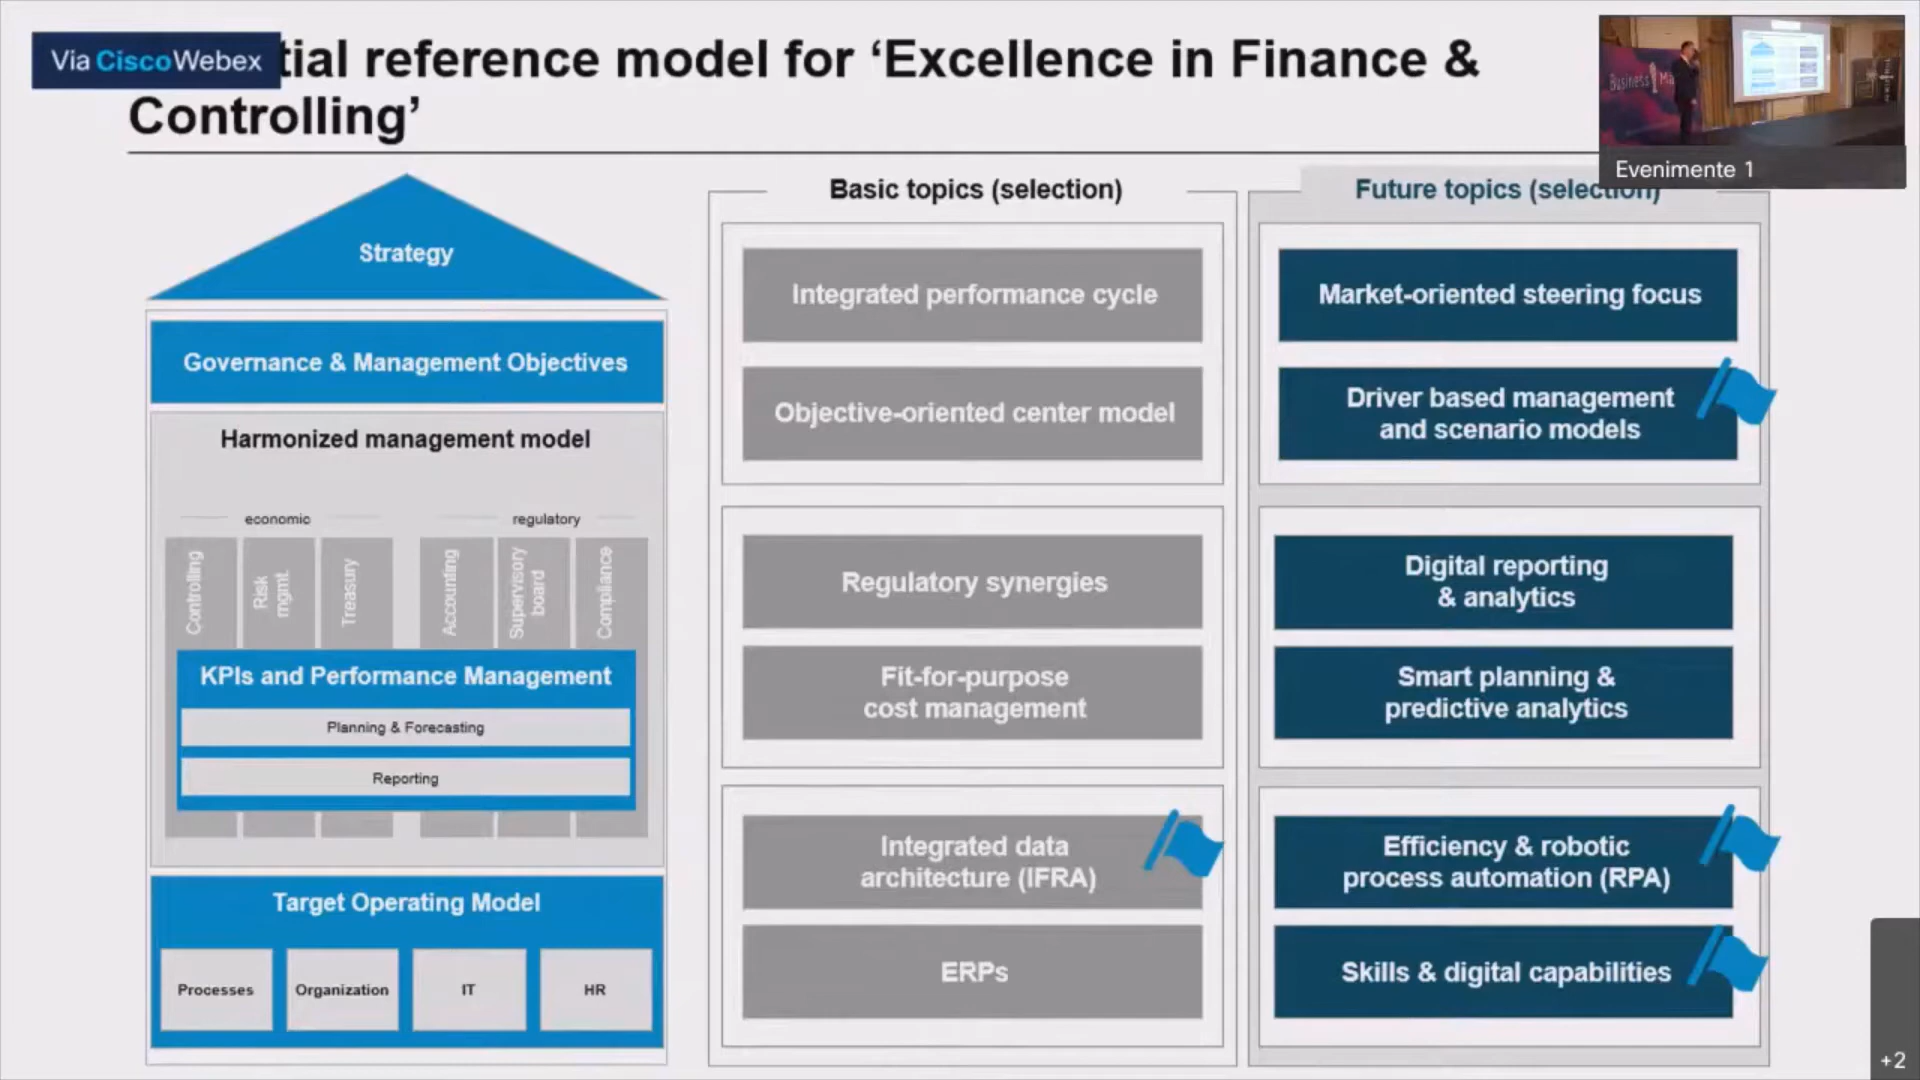 Via CiscoWebex
tial reference model for ‘Excellence in Finance &
Controlling’
Evenimente 1
Strategy
Governance & Management Objectives
Harmonized management model
economic
regulatory
Controlling
Risk
mgmt.
Treasury
Accounting
Supervisory
board
Compliance
KPIs and Performance Management
Planning & Forecasting
Reporting
Target Operating Model
Processes
Organization
IT
HR
Basic topics (selection)
Integrated performance cycle
Objective-oriented center model
Regulatory synergies
Fit-for-purpose
cost management
Integrated data
architecture (IFRA)
ERPs
Future topics (selection)
Market-oriented steering focus
Driver based management
and scenario models
Digital reporting
& analytics
Smart planning &
predictive analytics
Efficiency & robotic
process automation (RPA)
Skills & digital capabilities
Business
+2